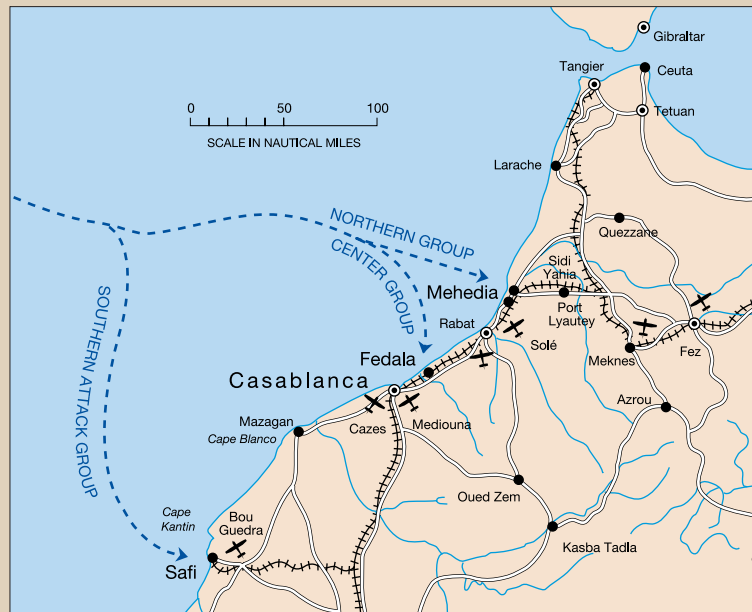 Gibraltar
Tangier
Ceuta
0 50 100
SCALE IN NAUTICAL MILES
Tetuan
Larache
NORTHERN GROUP
CENTER GROUP
Quezzane
Sidi
Yahia
Mehedia
Port
Lyautey
Rabat
Solé
SOUTHERN ATTACK GROUP
Fedala
Meknes
Fez
Casablanca
Azrou
Mazagan
Cape Blanco
Cazes
Mediouna
Oued Zem
Cape
Kantin
Bou
Guedra
Kasba Tadla
Safi